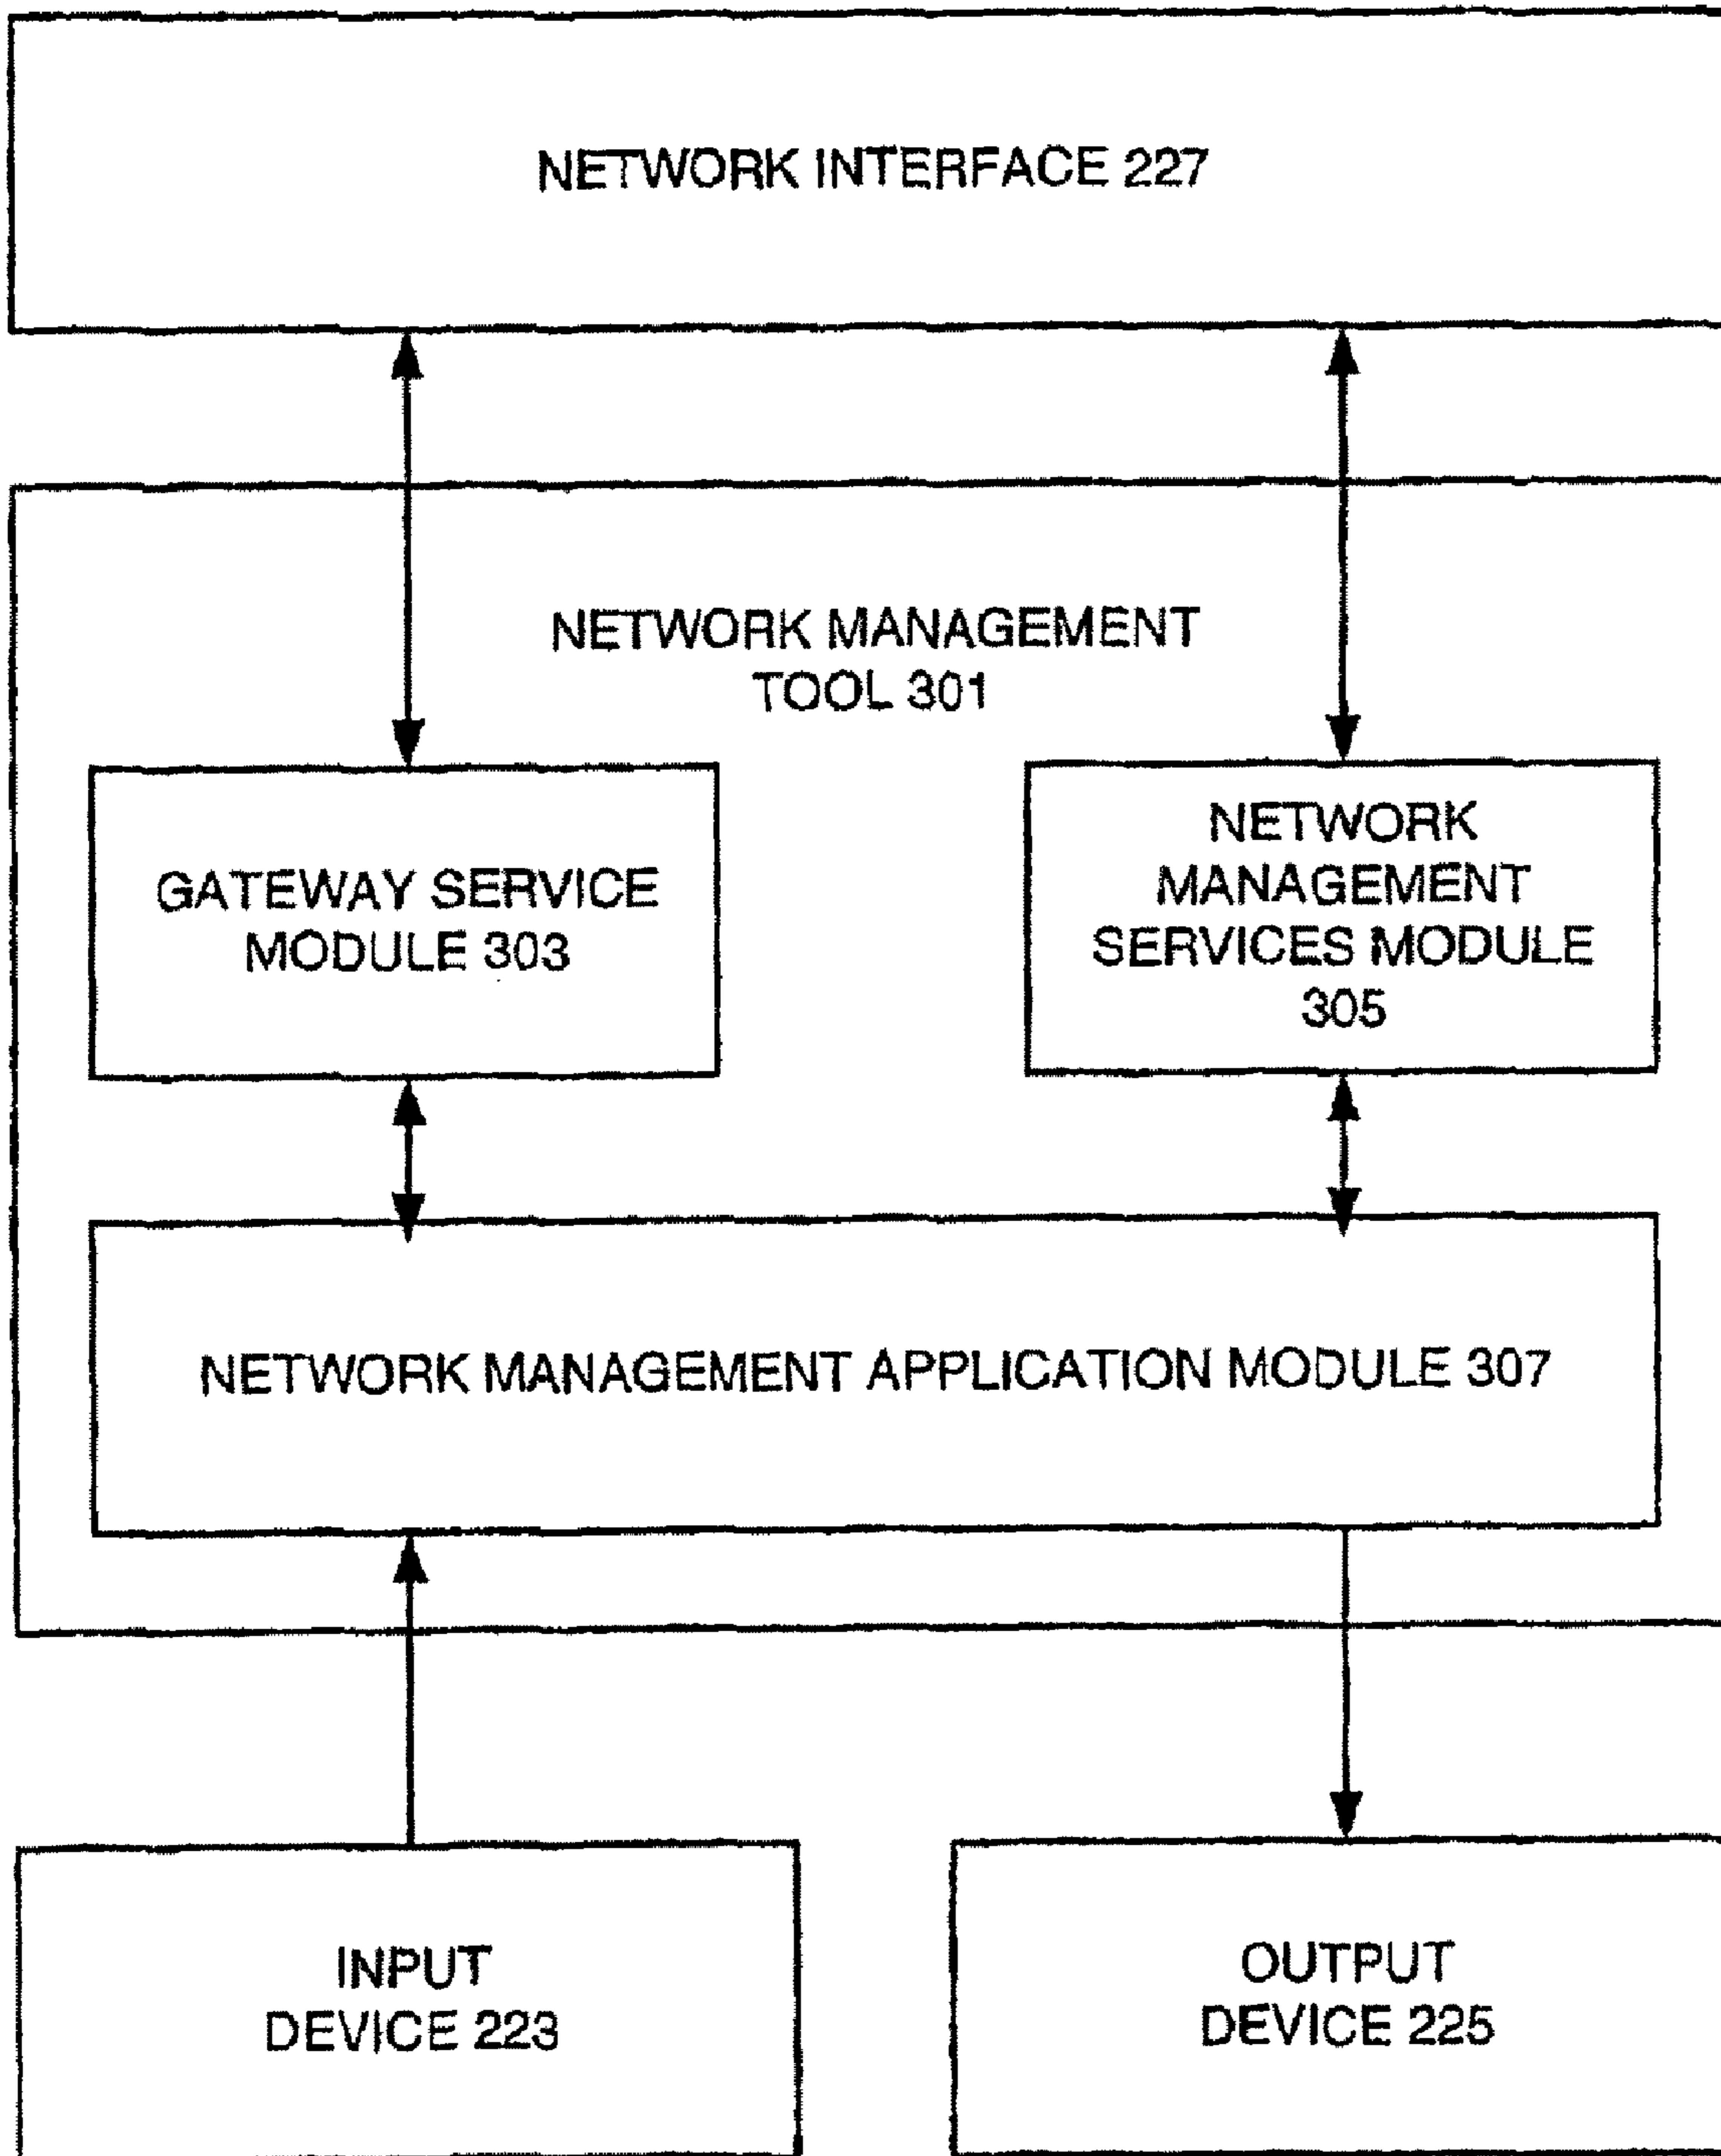 NETWORK INTERFACE 227
NETWORK MANAGEMENT
TOOL 301
GATEWAY SERVICE
MODULE 303
NETWORK
MANAGEMENT
SERVICES MODULE
305
NETWORK MANAGEMENT APPLICATION MODULE 307
INPUT
DEVICE 223
OUTPUT
DEVICE 225